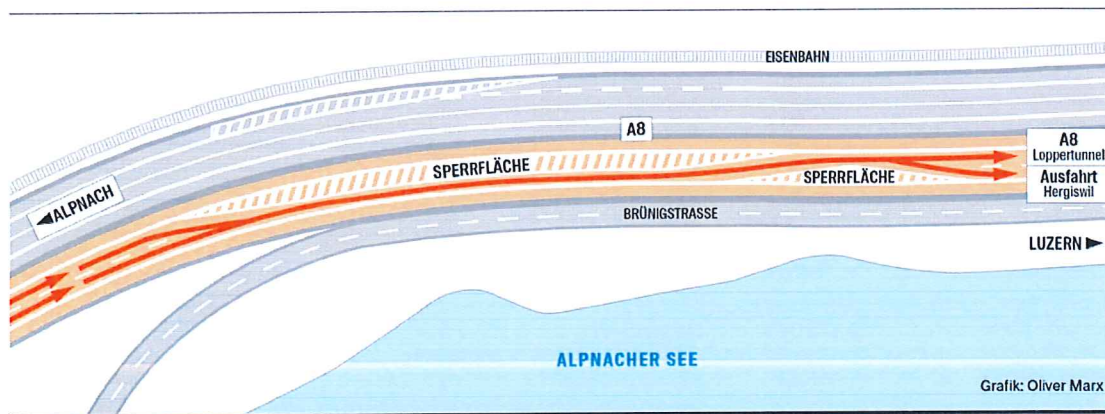 EISENBAHN
A8
SPERRFLÄCHE
A8
Loppertunnel
SPERRFLÄCHE
Ausfahrt
Hergiswil
ALPNACH
BRÜNIGSTRASSE
LUZERN
ALPNACHER SEE
Grafik: Oliver Marx